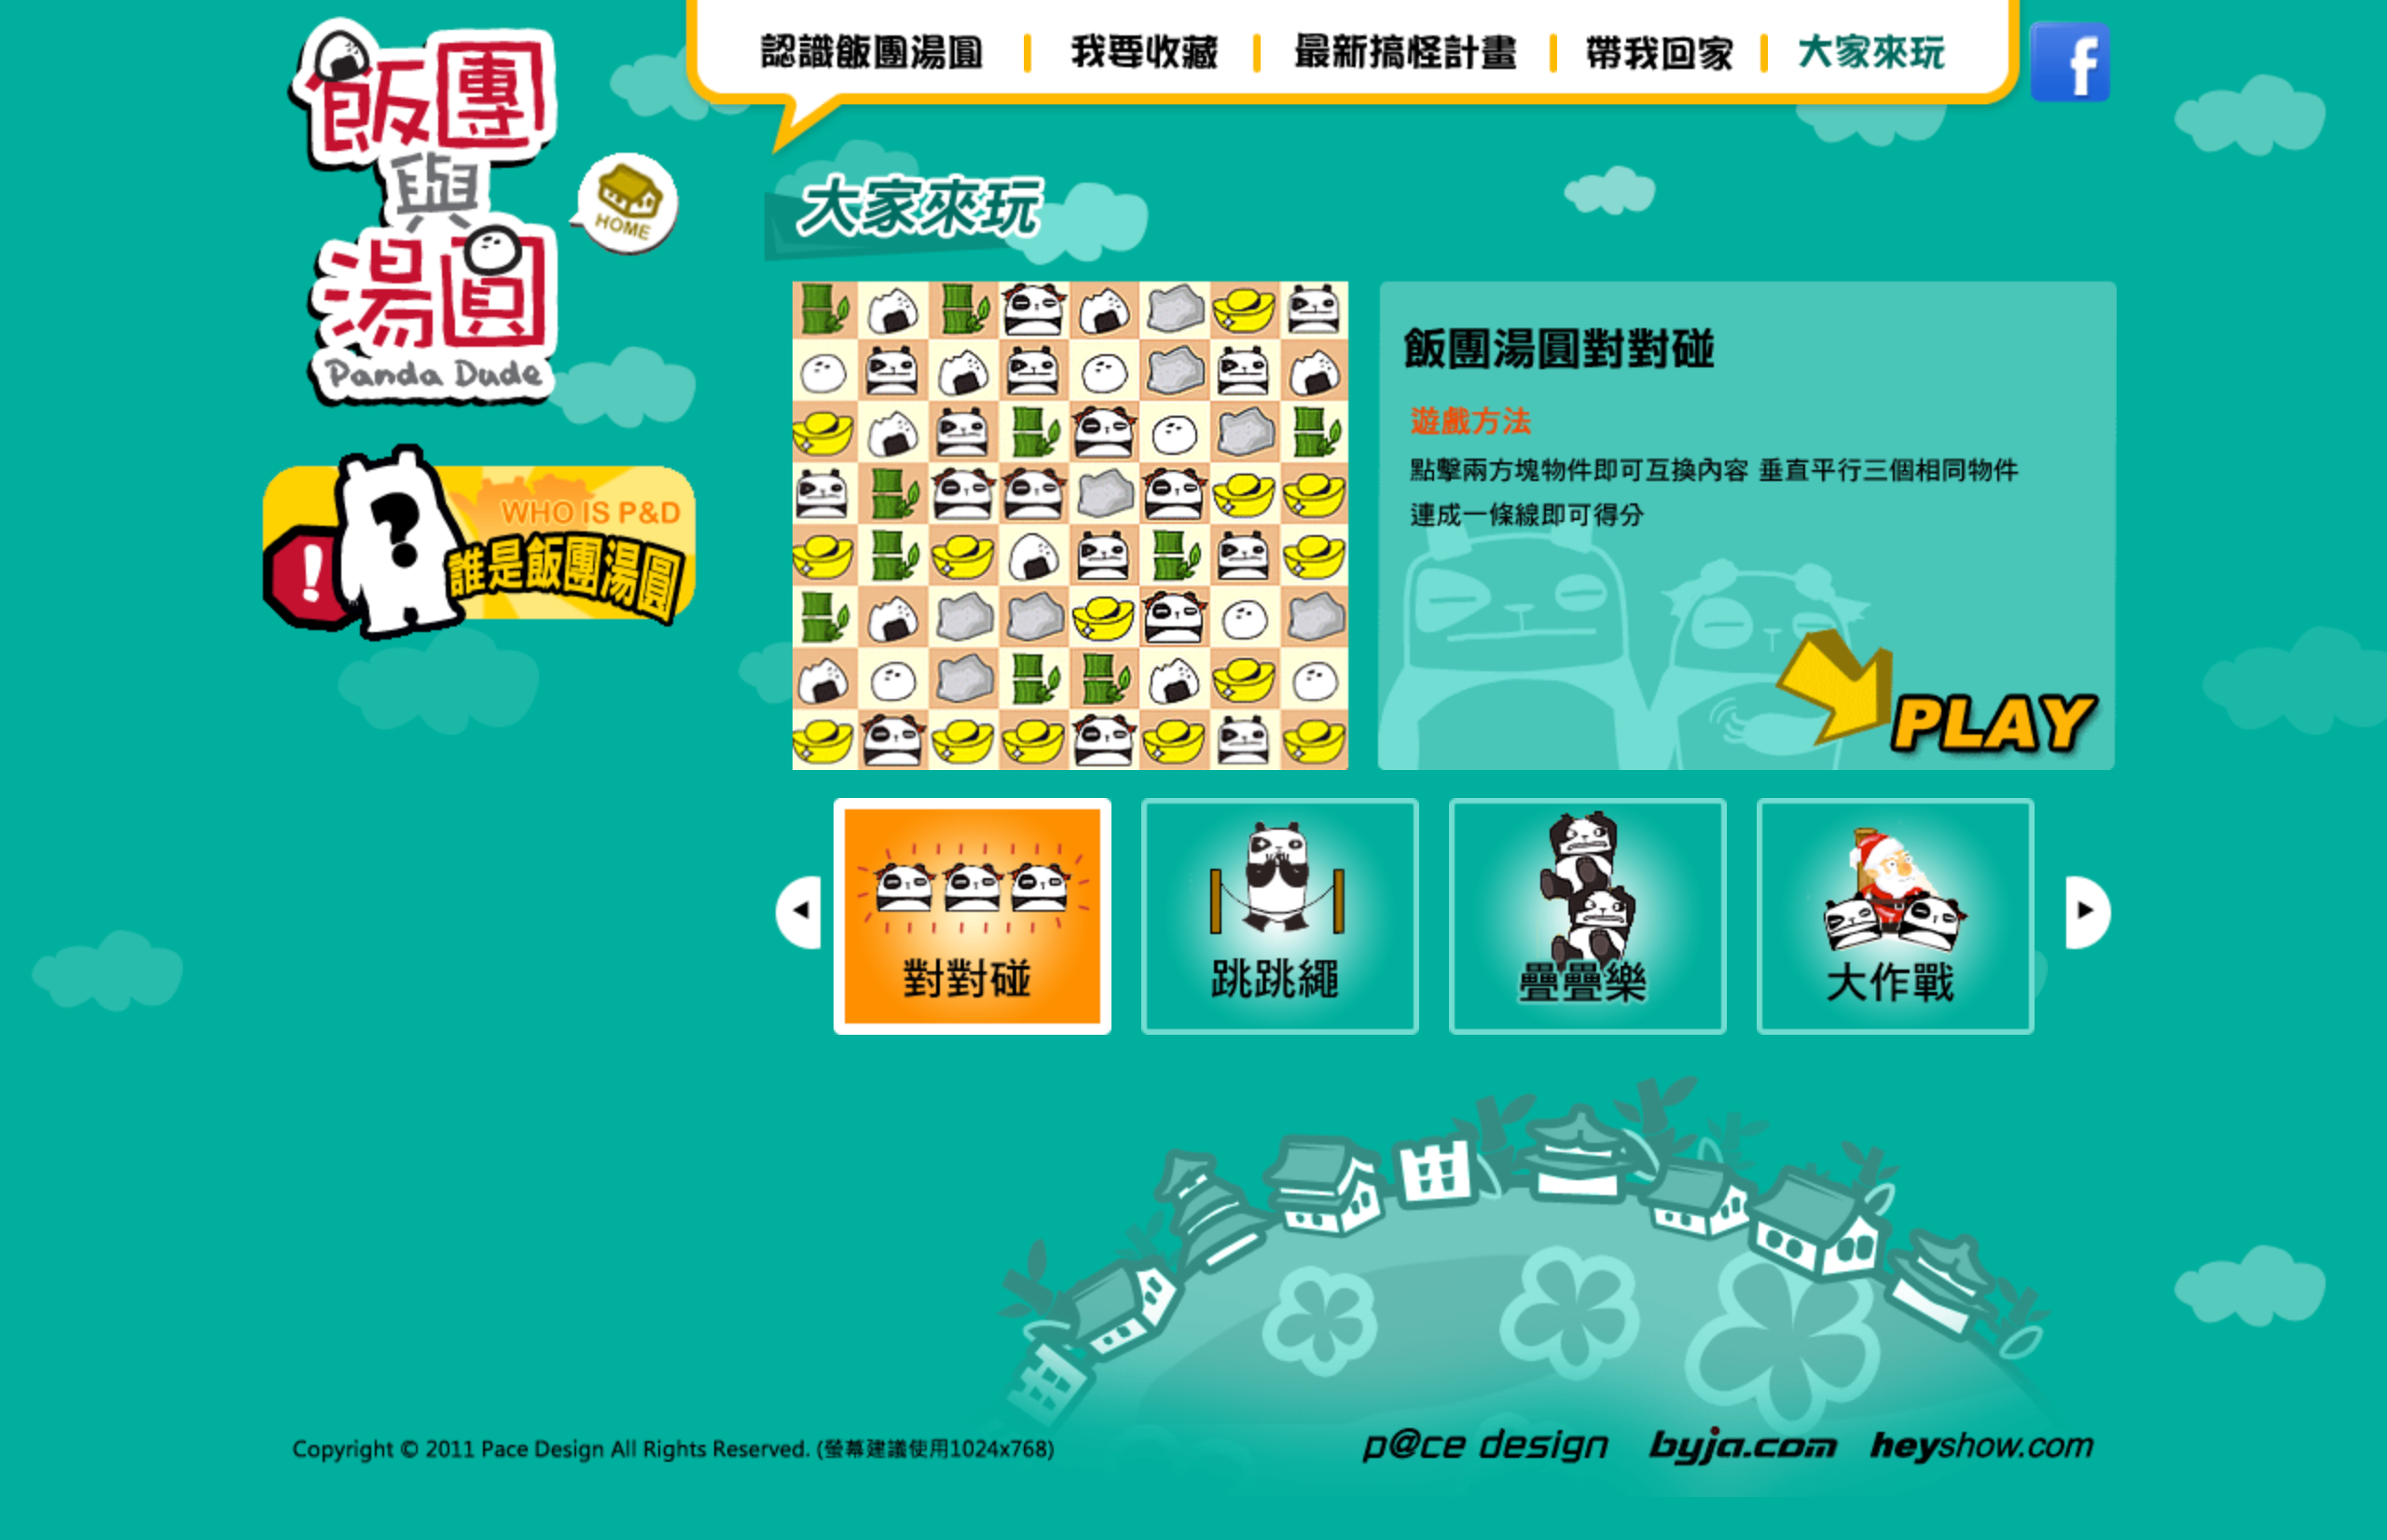 飯團
與
湯圓
Panda Dude
HOME
認識飯團湯圓
我要收藏
最新搞怪計畫
帶我回家
大家來玩
f
大家來玩
WHO IS P&D
誰是飯團湯圓
!
?
飯團湯圓對對碰
遊戲方法
點擊兩方塊物件即可互換內容 垂直平行三個相同物件
連成一條線即可得分
PLAY
對對碰
跳跳繩
疊疊樂
大作戰
Copyright © 2011 Pace Design All Rights Reserved. (螢幕建議使用1024x768)
p@ce design
byja.com
heyshow.com